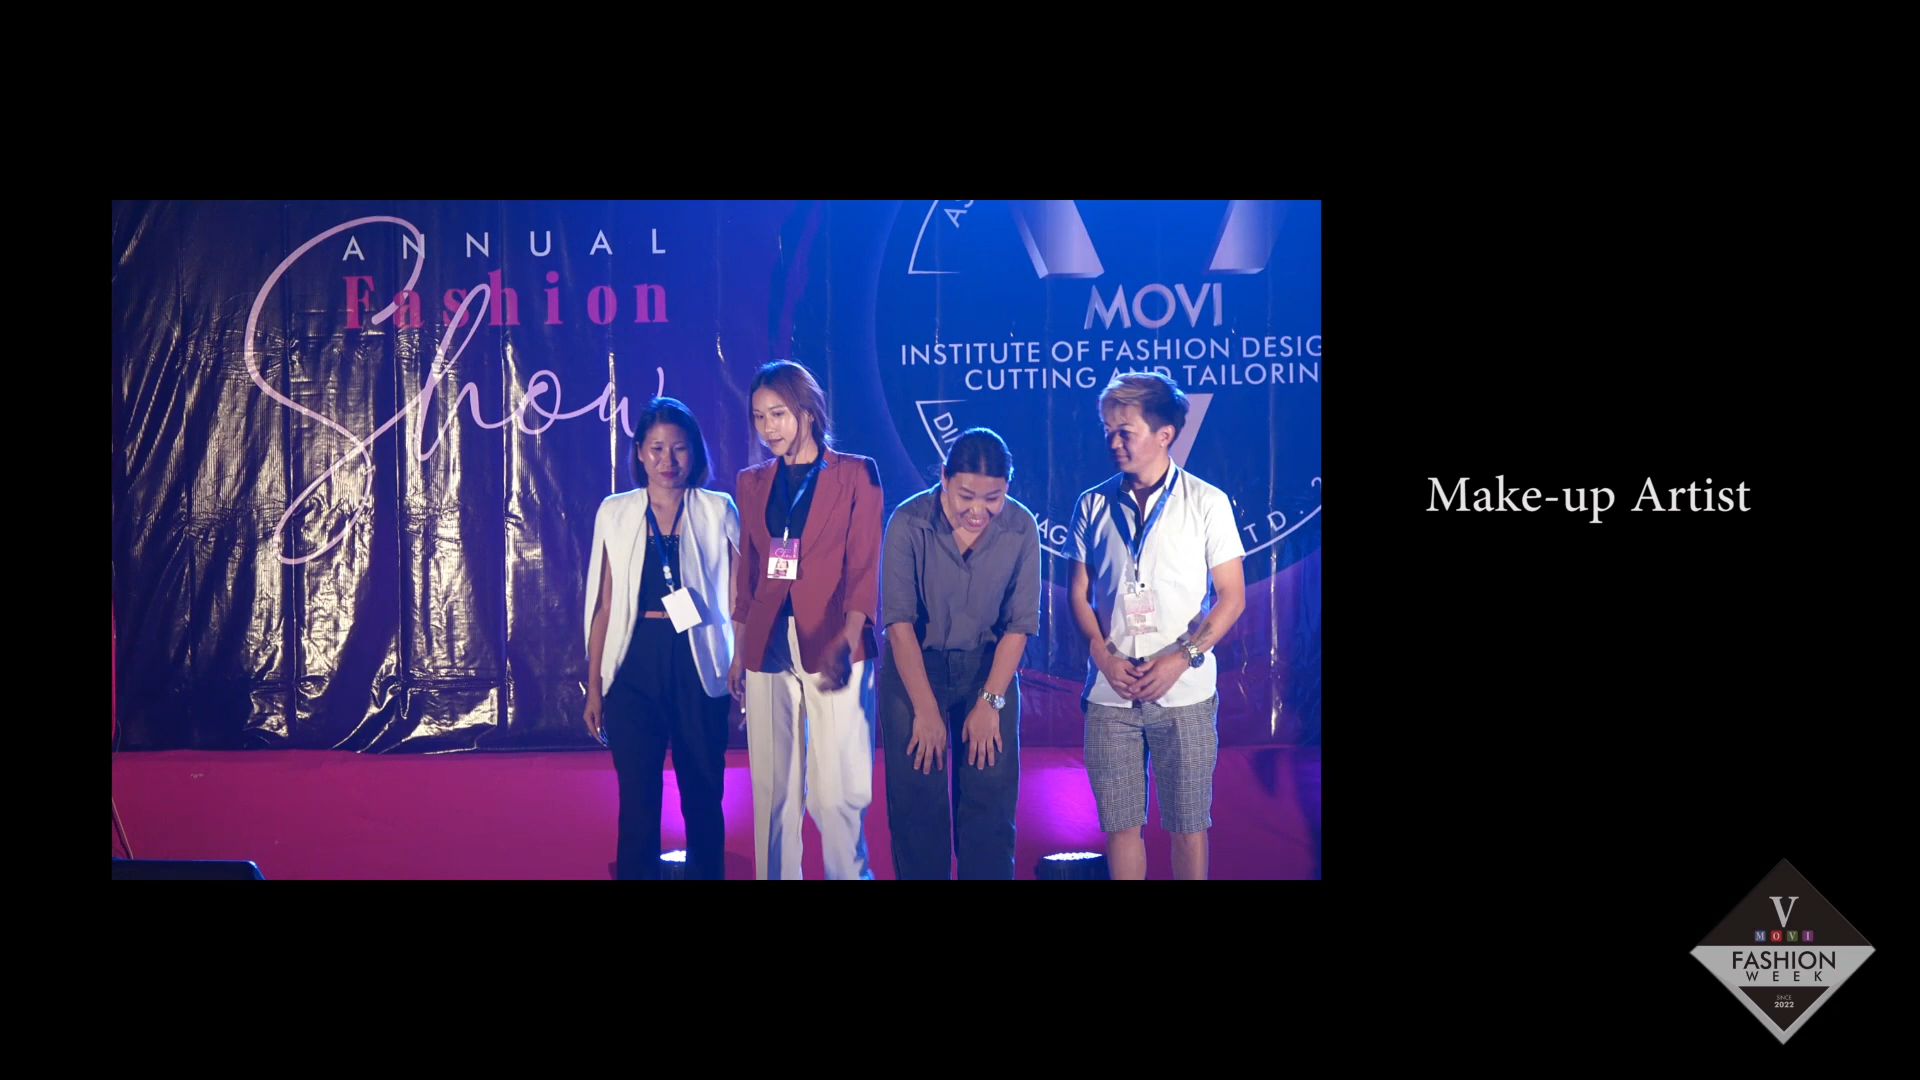 ANNUAL
Fashion
Show
MOVI
INSTITUTE OF FASHION DESIG
CUTTING AND TAILORIN
Make-up Artist
V
MOVI
FASHION
WEEK
SINCE
2022